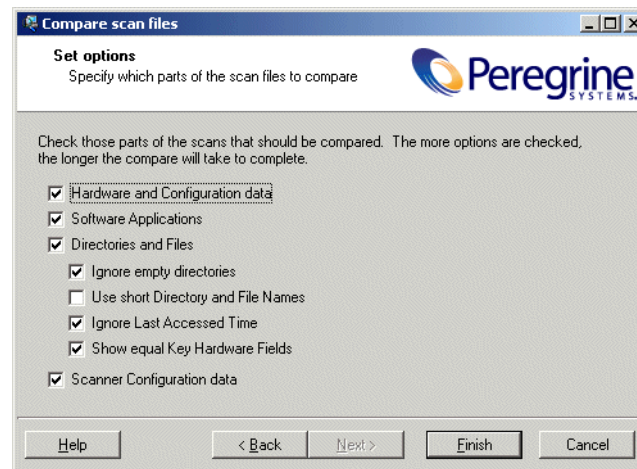 Compare scan files
Set options
Specify which parts of the scan files to compare
Peregrine
SYSTEMS.
Check those parts of the scans that should be compared. The more options are checked,
the longer the compare will take to complete.
Hardware and Configuration data
Software Applications
Directories and Files
Ignore empty directories
Use short Directory and File Names
Ignore Last Accessed Time
Show equal Key Hardware Fields
Scanner Configuration data
Help
< Back
Next >
Finish
Cancel